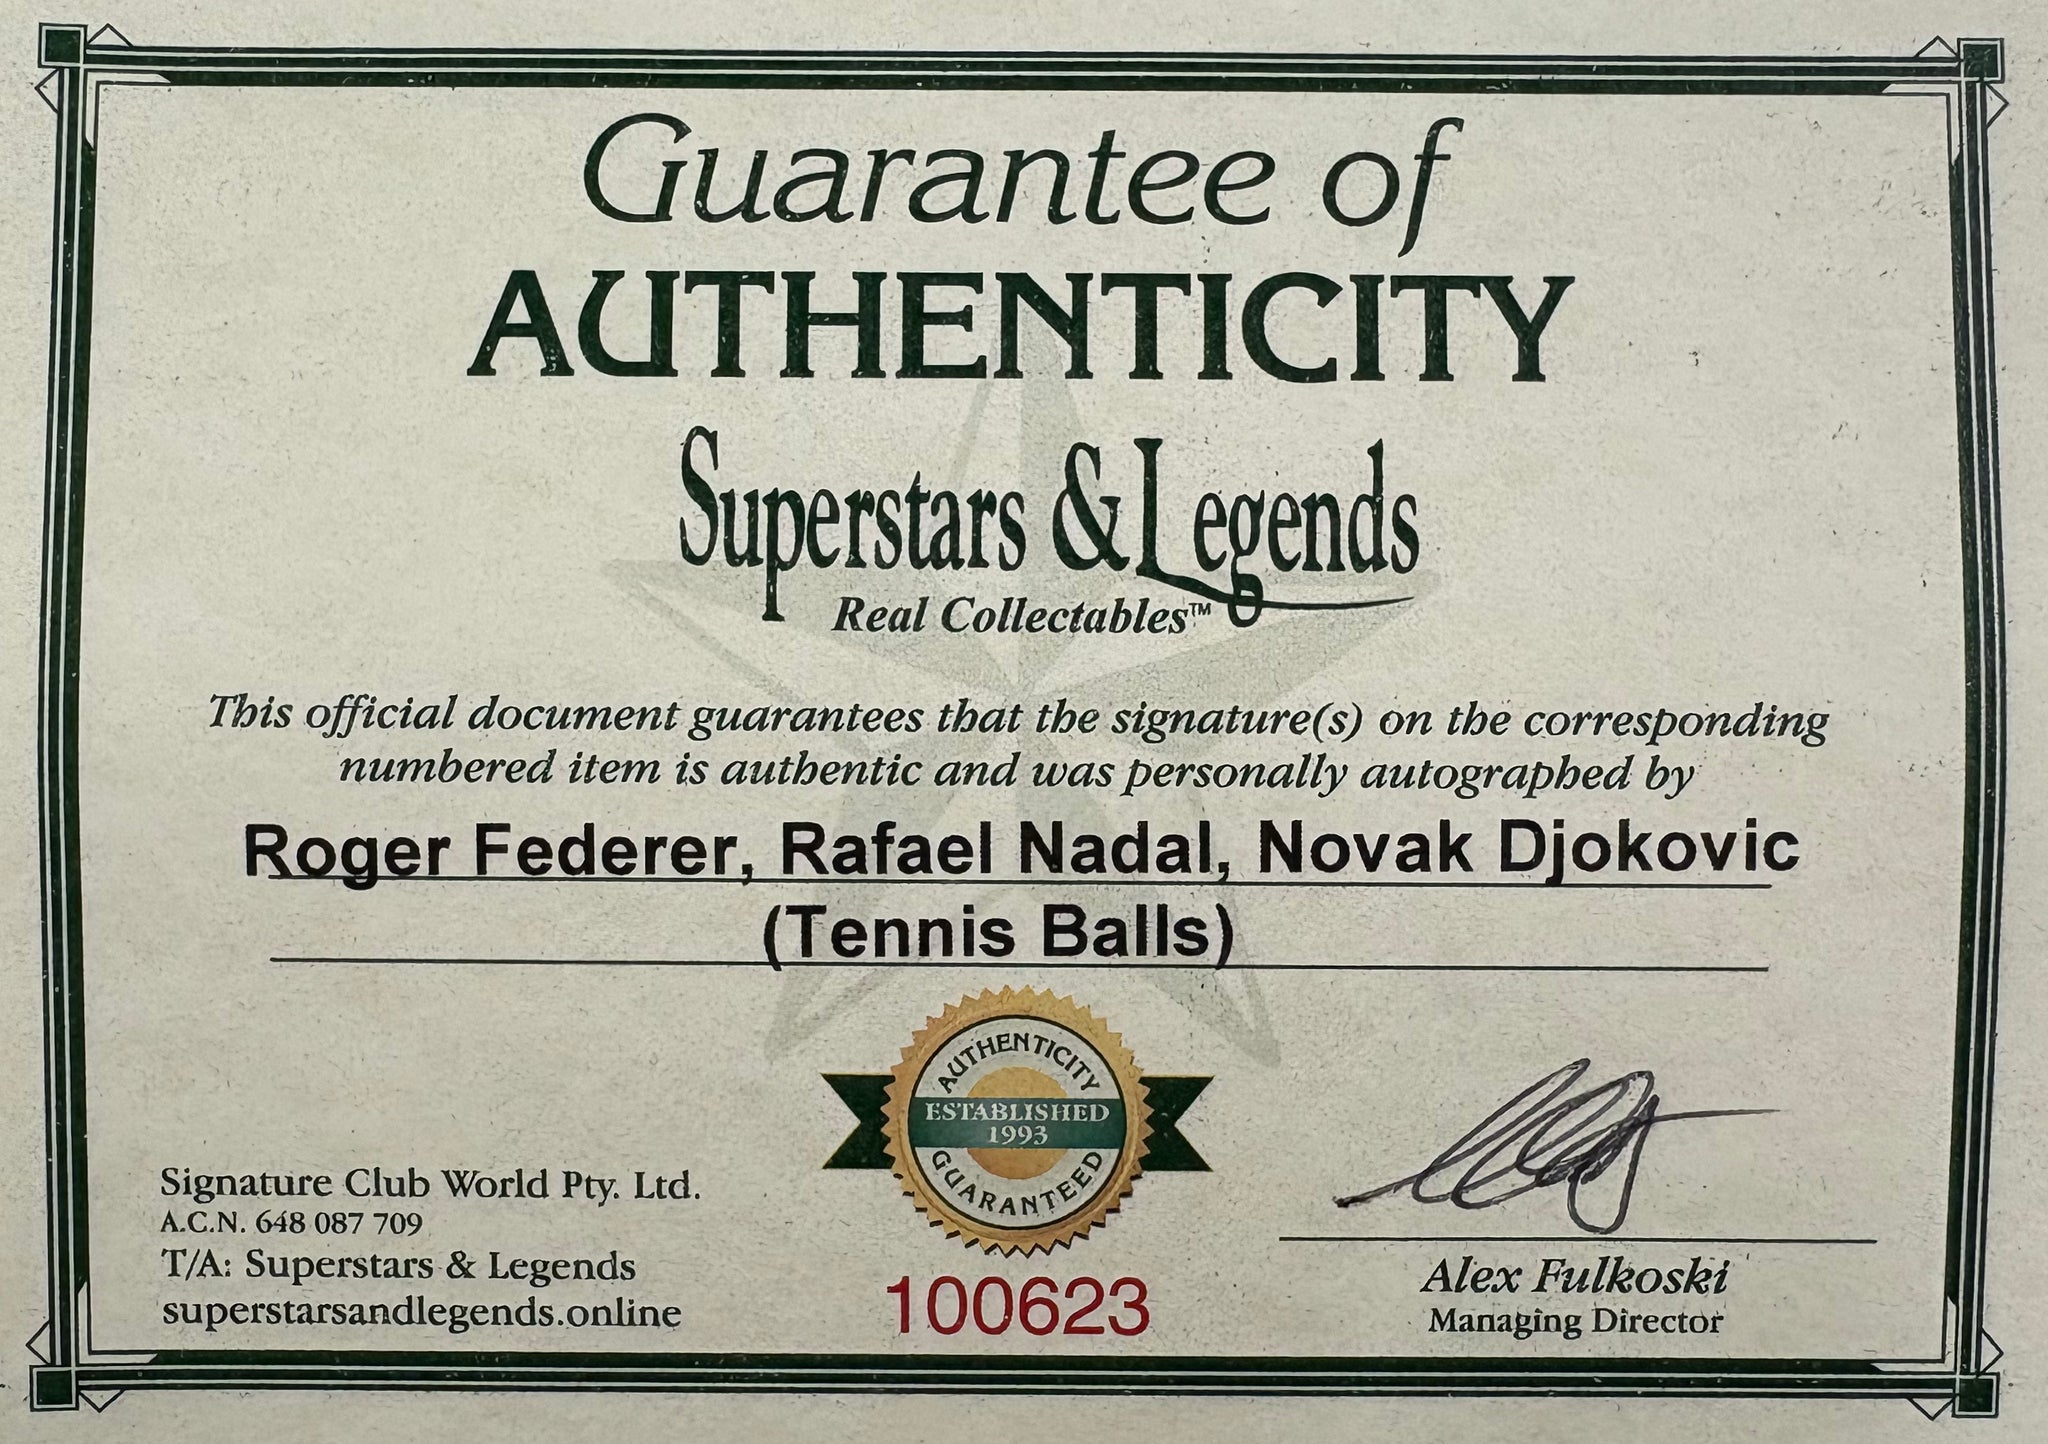 Guarantee of
AUTHENTICITY
Superstars & Legends
Real Collectables™
This official document guarantees that the signature(s) on the corresponding
numbered item is authentic and was personally autographed by
Roger Federer, Rafael Nadal, Novak Djokovic
(Tennis Balls)
AUTHENTICITY
ESTABLISHED
1993
GUARANTEED
100623
Signature Club World Pty. Ltd.
A.C.N. 648 087 709
T/A: Superstars & Legends
superstarsandlegends.online
Alex Fulkoski
Managing Director